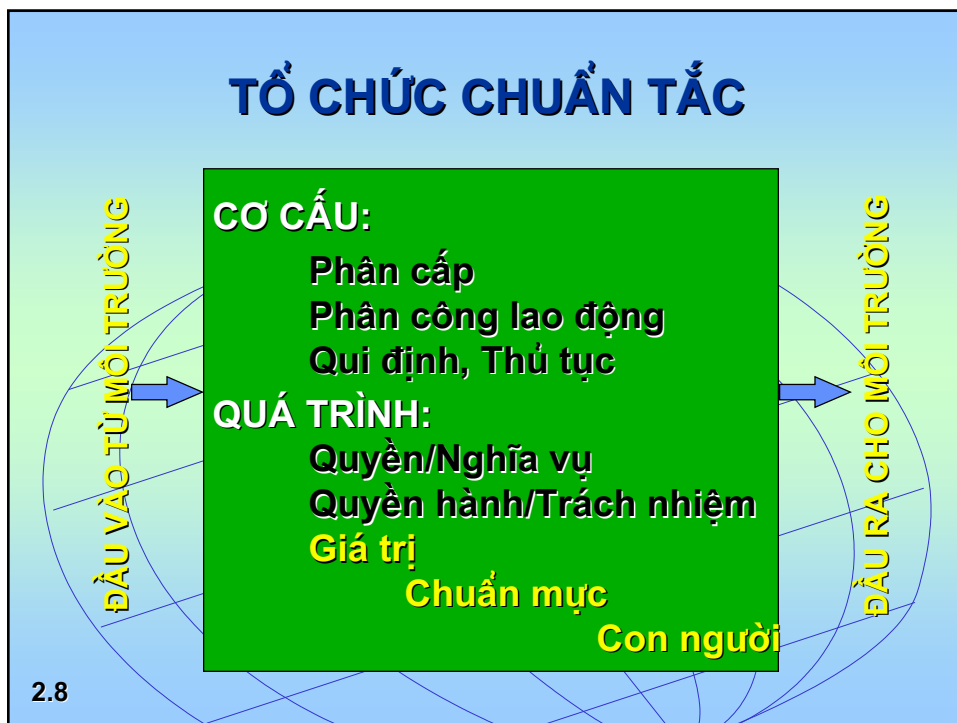 TỔ CHỨC CHUẨN TẮC
ĐẦU VÀO TỪ MÔI TRƯỜNG
CƠ CẤU:
Phân cấp
Phân công lao động
Qui định, Thủ tục
QUÁ TRÌNH:
Quyền/Nghĩa vụ
Quyền hành/Trách nhiệm
Giá trị
Chuẩn mực
Con người
ĐẦU RA CHO MÔI TRƯỜNG
2.8